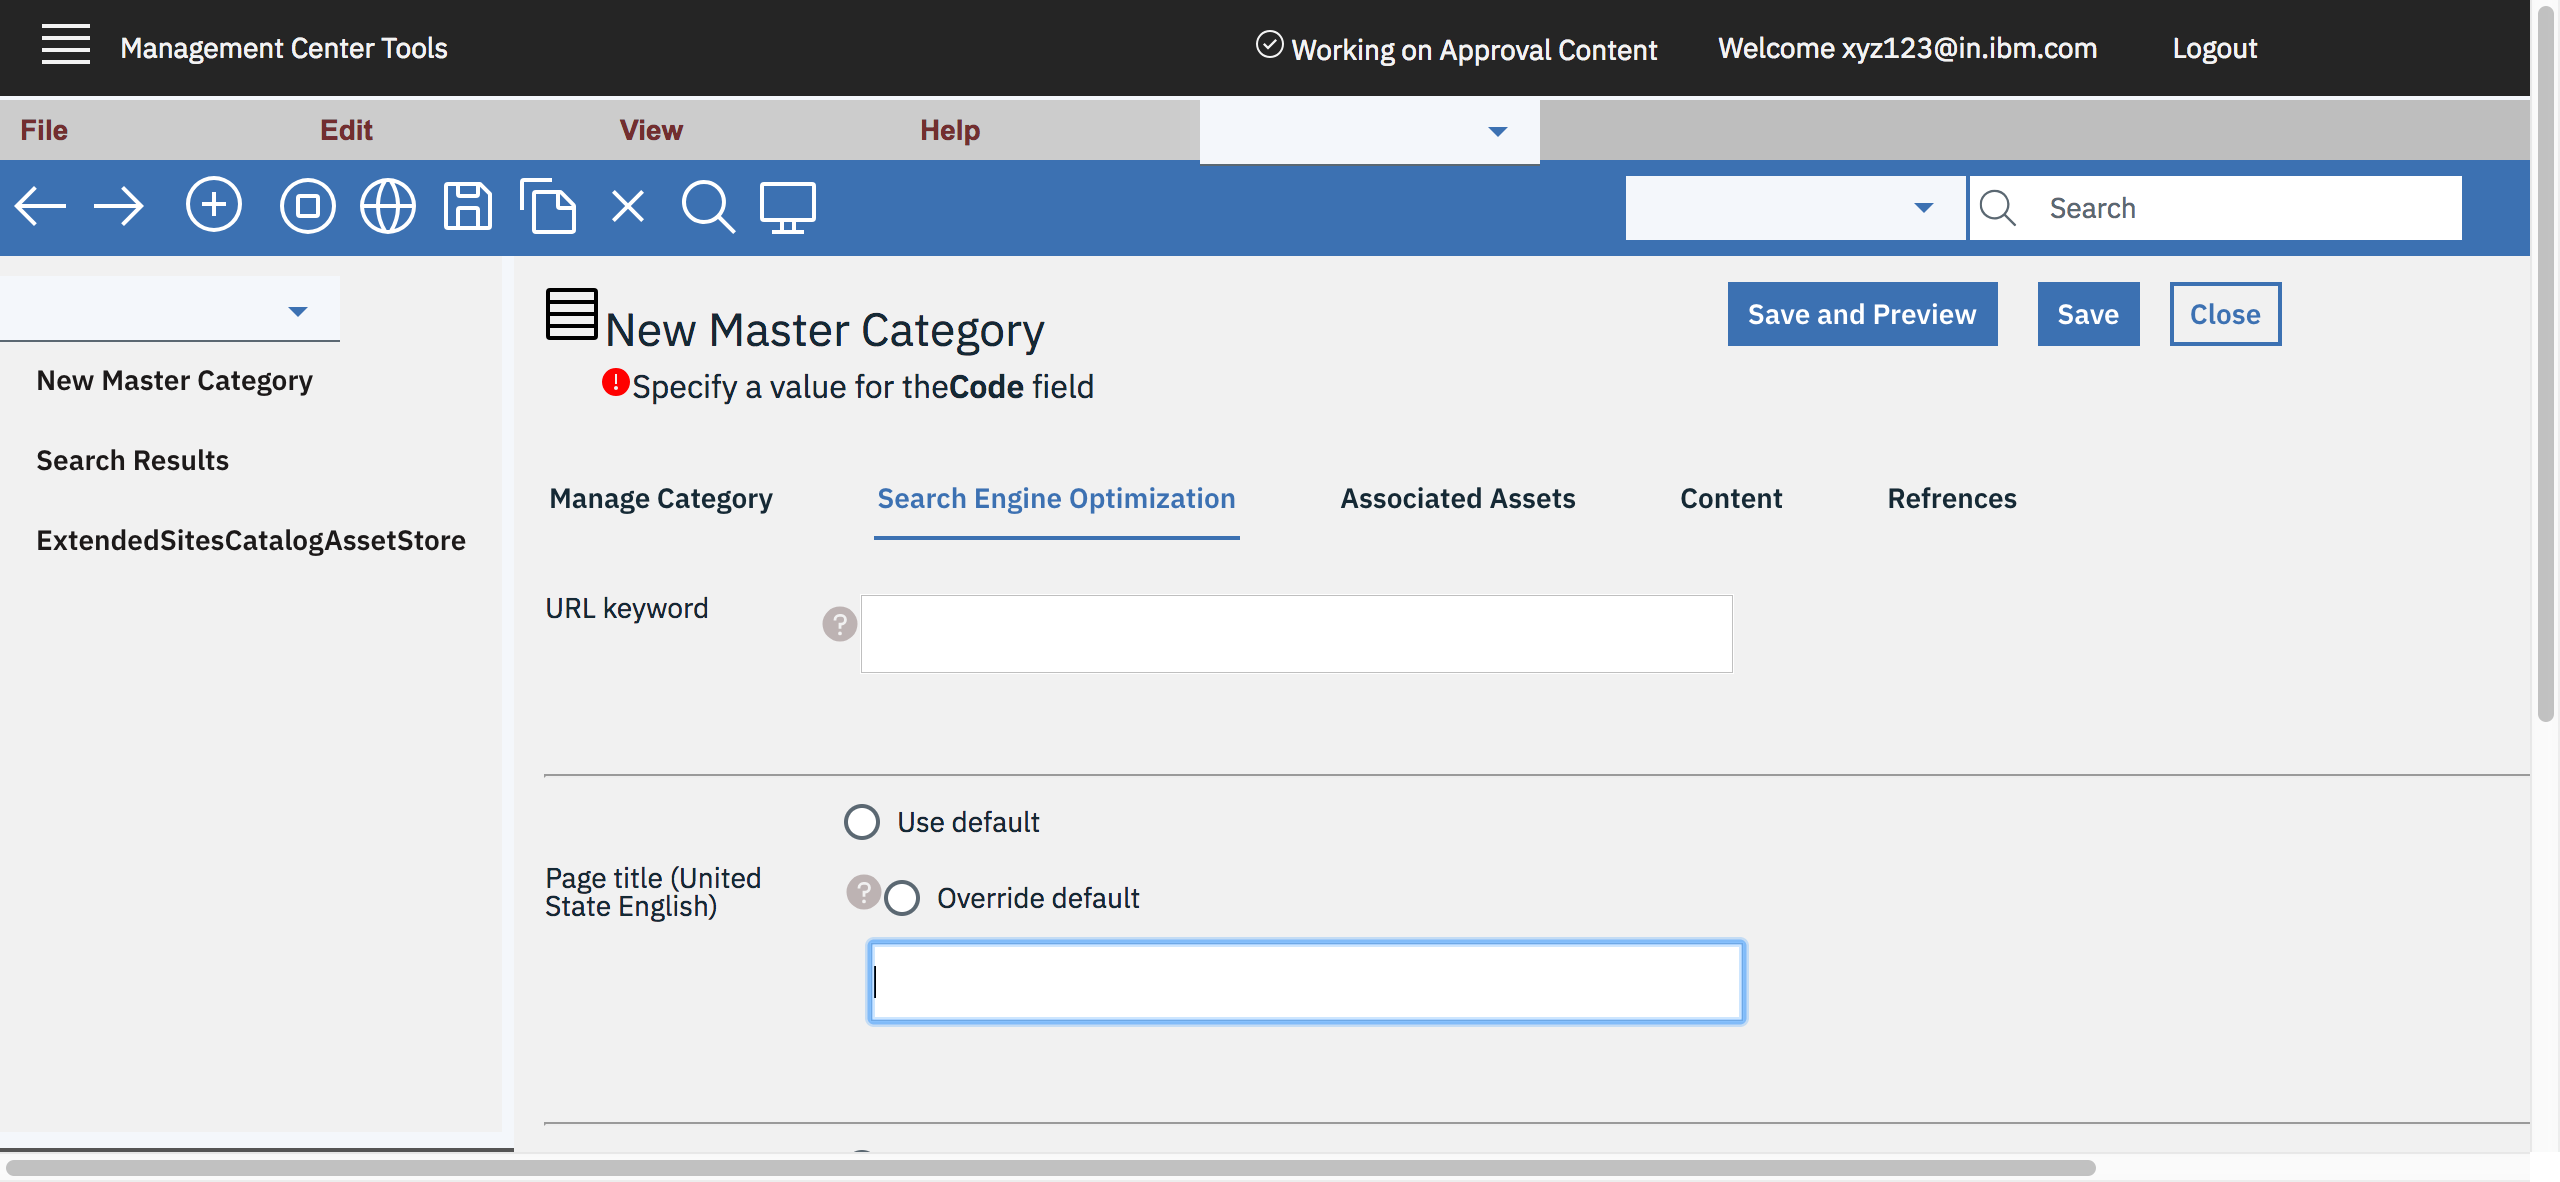 Management Center Tools
Working on Approval Content
Welcome xyz123@in.ibm.com
Logout
File
Edit
View
Help
Search
New Master Category
Search Results
ExtendedSitesCatalogAssetStore
New Master Category
Specify a value for theCode field
Save and Preview
Save
Close
Manage Category
Search Engine Optimization
Associated Assets
Content
Refrences
URL keyword
?
Use default
Page title (United
State English)
?
Override default